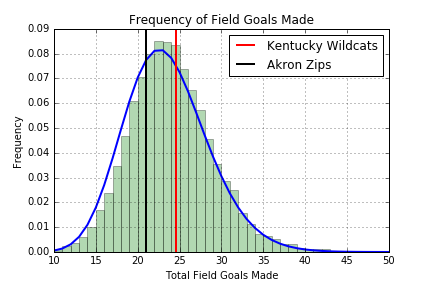 Frequency of Field Goals Made
0.09
0.08
0.07
0.06
0.05
0.04
0.03
0.02
0.01
0.00
Frequency
Kentucky Wildcats
Akron Zips
10 15 20 25 30 35 40 45 50
Total Field Goals Made